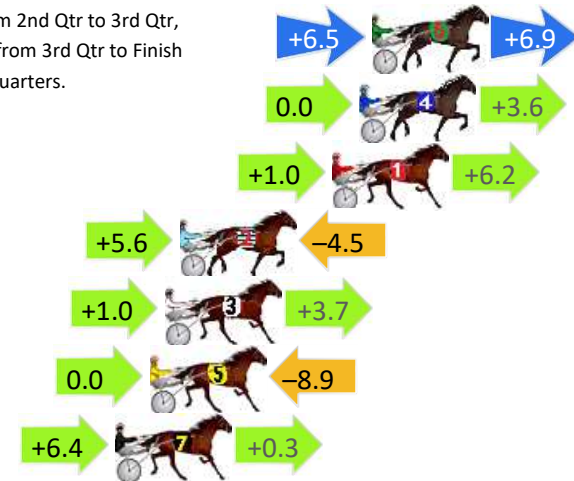 m 2nd Qtr to 3rd Qtr,
from 3rd Qtr to Finish
uarters.
+6.5 +6.9
0.0 4 +3.6
+1.0 1 +6.2
+5.6 2 –4.5
+1.0 3 +3.7
0.0 5 –8.9
+6.4 7 +0.3